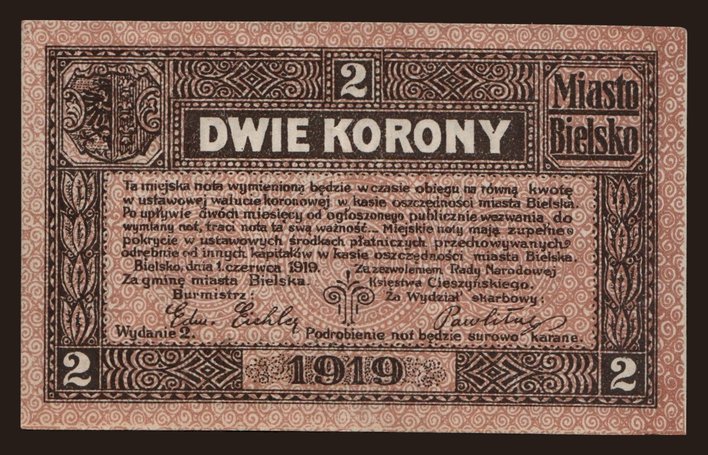 2
Miasto
Bielsko
DWIE KORONY
Ta miejska nota wymienioną będzie w czasie obiegu na równą kwotę
w ustawowej walucie koronowej w kasie oszczędności miasta Bielska.
Po upływie dwóch miesięcy od ogłoszonego publicznie wezwania do
wymiany not, traci nota ta swą ważność.... Miejskie noty mają zupełne
pokrycie w ustawowych środkach płatniczych, przechowywanych
odrębnie od innych kapitałów w kasie oszczędności miasta Bielska.
Bielsko, dnia 1. czerwca 1919.
Za zezwoleniem Rady Narodowej
Za gminę miasta Bielska.
Księstwa Cieszyńskiego.
Burmistrz:
Za Wydział skarbowy:
Edw. Eichler
Wydanie 2.
Podrobienie not będzie surowo karane.
2
1919
2